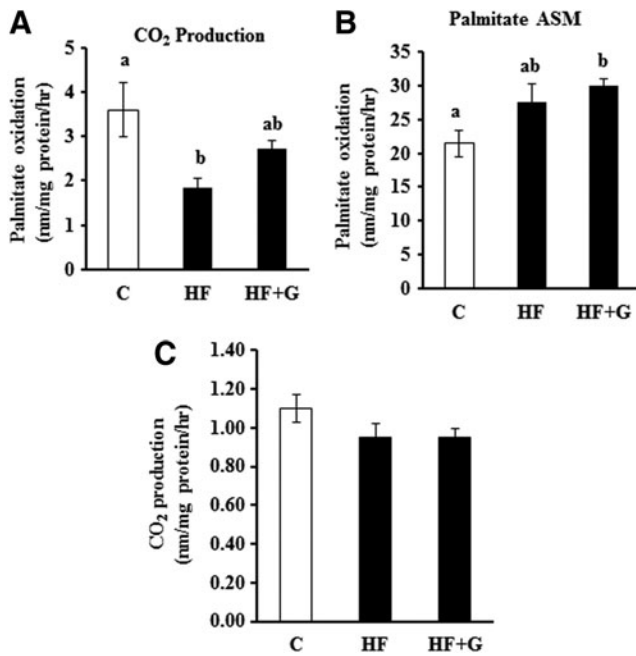 A
CO₂ Production
Palmitate oxidation
(nm/mg protein/hr)
6
5
4
3
2
1
0
a
b
ab
C HF HF+G
B
Palmitate ASM
Palmitate oxidation
(nm/mg protein/hr)
35
30
25
20
15
10
5
0
a
ab
b
C HF HF+G
C
CO₂ production
(nm/mg protein/hr)
1.40
1.20
1.00
0.80
0.60
0.40
0.20
0.00
C HF HF+G